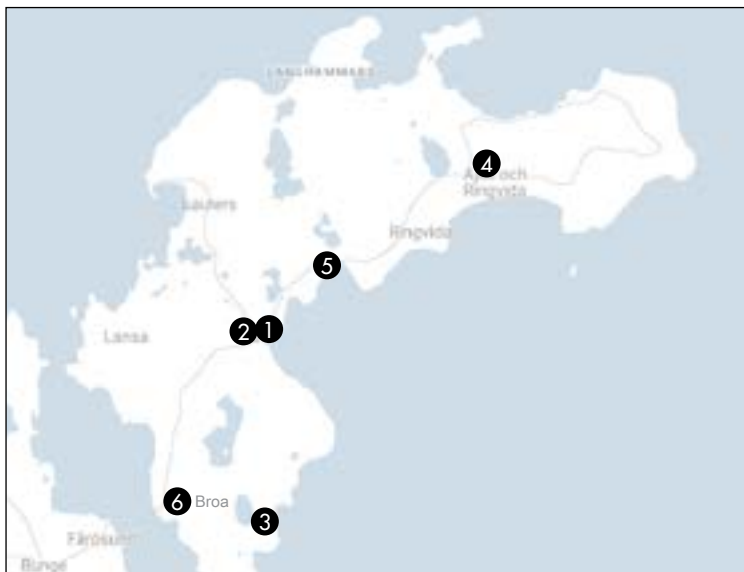 LANGHAMMARS
4
Ringvida
Lauters
Ringvida
5
2 1
Lansa
6 Broa
3
Fårösund
Bunge